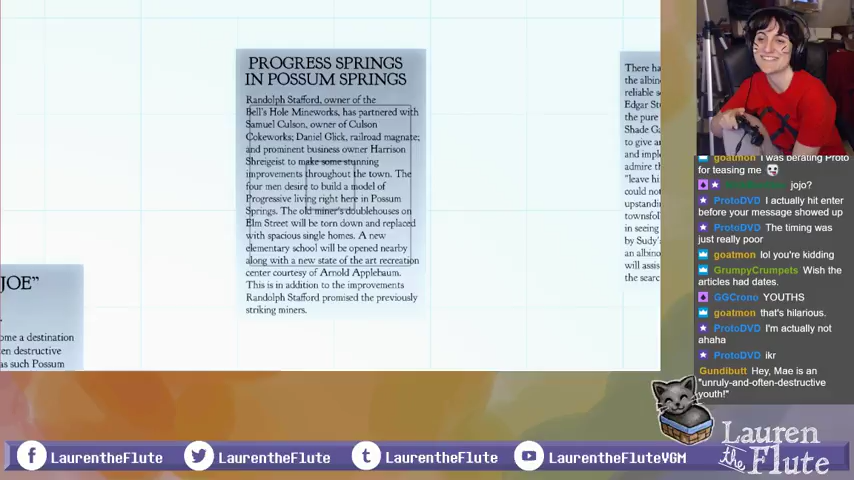 PROGRESS SPRINGS
IN POSSUM SPRINGS
Randolph Stafford, owner of the
Bell's Hole Mineworks, has partnered with
Samuel Culson, owner of Culson
Cokeworks; Daniel Glick, railroad magnate;
and prominent business owner Harrison
Shreigeist to make some stunning
improvements throughout the town. The
four men desire to build a model of
Progressive living right here in Possum
Springs. The old miner's doublehouses on
Elm Street will be torn down and replaced
with spacious single homes. A new
elementary school will be opened nearby
along with a new state of the art recreation
center courtesy of Arnold Applebaum.
This is in addition to the improvements
Randolph Stafford promised the previously
striking miners.
JOE"
ome a destination
en destructive
as such Possum
There ha
the albin
reliable s
Edgar Stu
the pure
Shade Ga
to give an
and imple
admire th
"leave hi
could not
upstandin
townsfol
in seeing
by Sudy's
an albino
will assis
the searc
goatmon I was berating Proto
for teasing me
jojo?
ProtoDVD I actually hit enter
before your message showed up
ProtoDVD The timing was
just really poor
goatmon lol you're kidding
GrumpyCrumpets Wish the
articles had dates.
GGCrono YOUTHS
goatmon that's hilarious.
ProtoDVD I'm actually not
ahaha
ProtoDVD ikr
Gundibutt Hey, Mae is an
"unruly-and-often-destructive
youth!"
Lauren
the Flute
LaurentheFlute
LaurentheFlute
LaurentheFlute
LaurentheFluteVGM